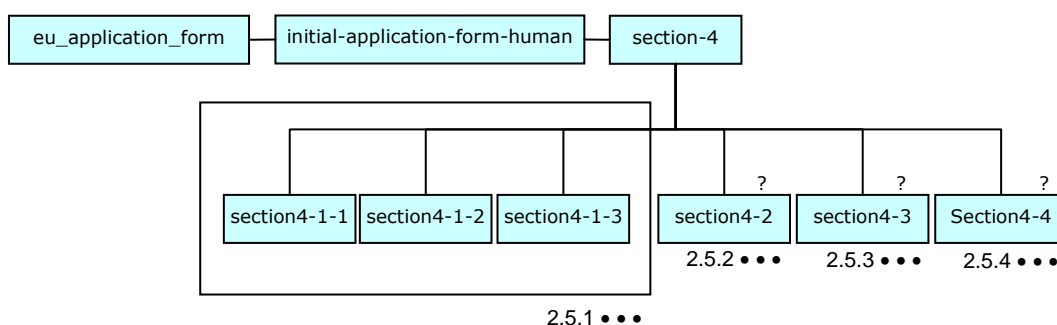 eu_application_form initial-application-form-human section-4
? ? ?
section4-1-1 section4-1-2 section4-1-3 section4-2 section4-3 Section4-4
2.5.2 • • • 2.5.3 • • • 2.5.4 • • •
2.5.1 • • •